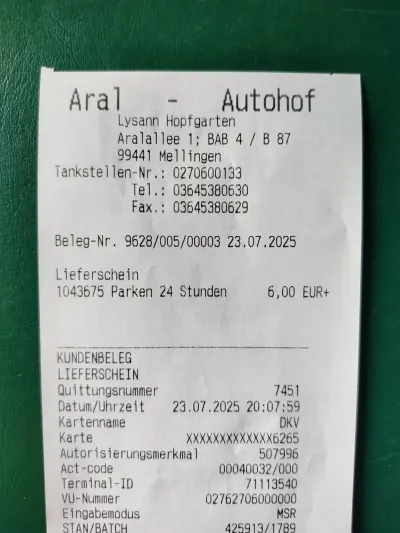 Aral - Autohof
Lysann Hopfgarten
Aralallee 1; BAB 4 / B 87
99441 Mellingen
Tankstellen-Nr.: 0270600133
Tel.: 03645380630
Fax.: 03645380629
Beleg-Nr. 9628/005/00003 23.07.2025
Lieferschein
1043675 Parken 24 Stunden 6,00 EUR+
KUNDENBELEG
LIEFERSCHEIN
Quittungsnummer 7451
Datum/Uhrzeit 23.07.2025 20:07:59
Kartenname DKV
Karte XXXXXXXXXXXXX6265
Autorisierungsmerkmal 507996
Act-code 00040032/000
Terminal-ID 71113540
VU-Nummer 02762706000000
Eingabemodus MSR
STAN/BATCH 425913/1789